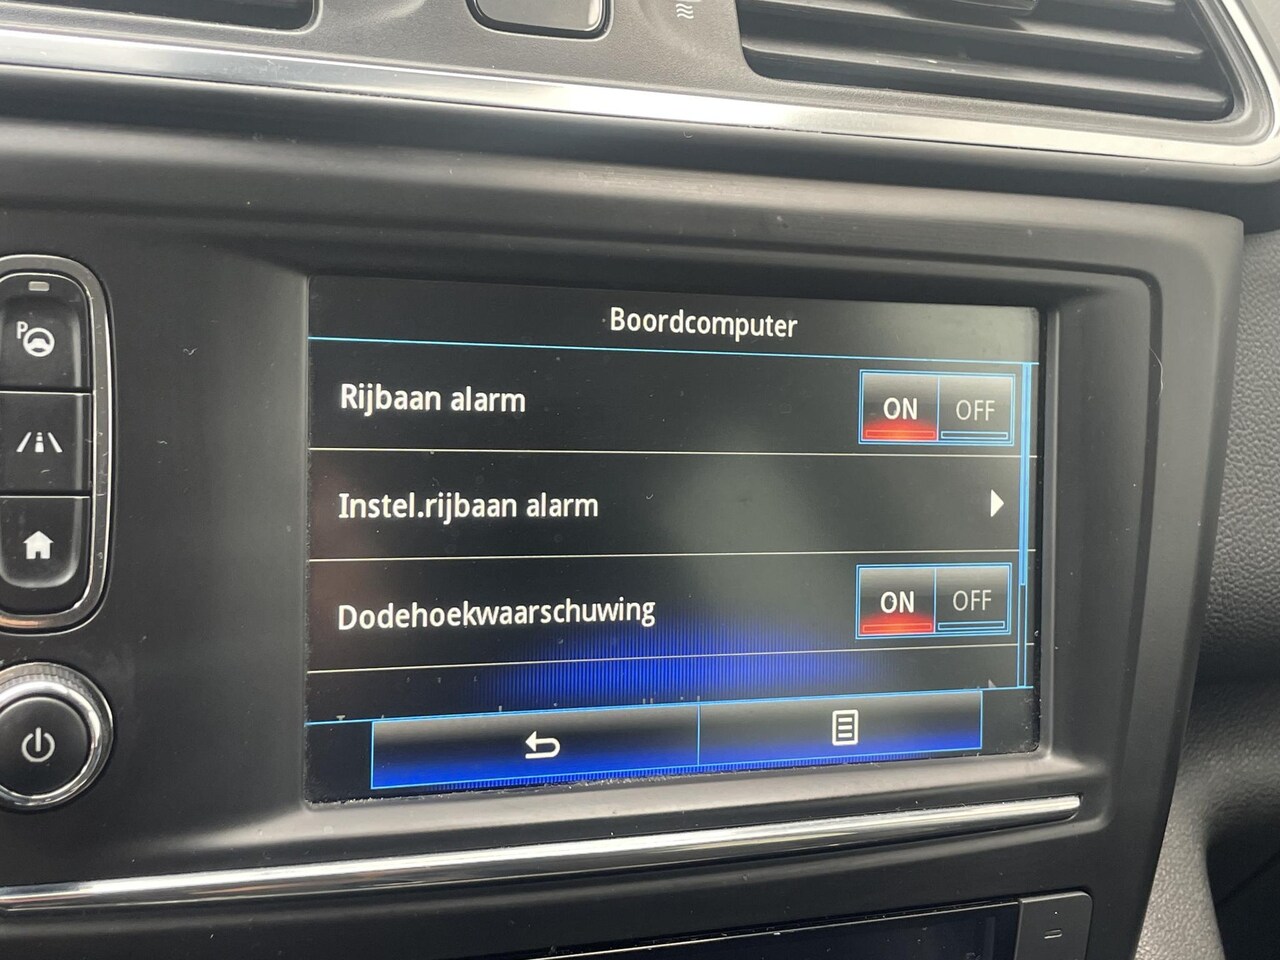 Boordcomputer
Rijbaan alarm
ON OFF
Instel.rijbaan alarm
Dodehoekwaarschuwing
ON OFF
P